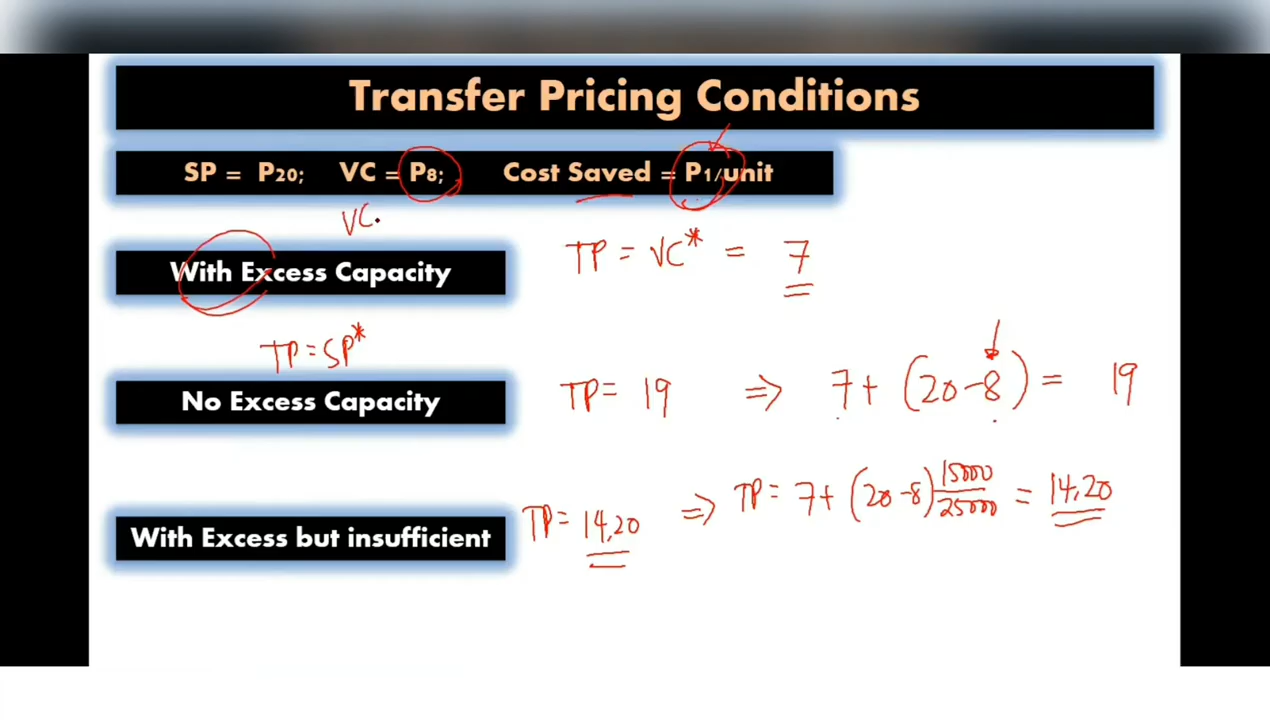 Transfer Pricing Conditions
SP = P20; VC = P8; Cost Saved = P1/unit
VC
With Excess Capacity
TP = VC* = 7
TP = SP*
No Excess Capacity
TP = 19 => 7 + (20 - 8) = 19
With Excess but insufficient
TP = 14.20 => TP = 7 + (20 - 8) 15000/25000 = 14.20